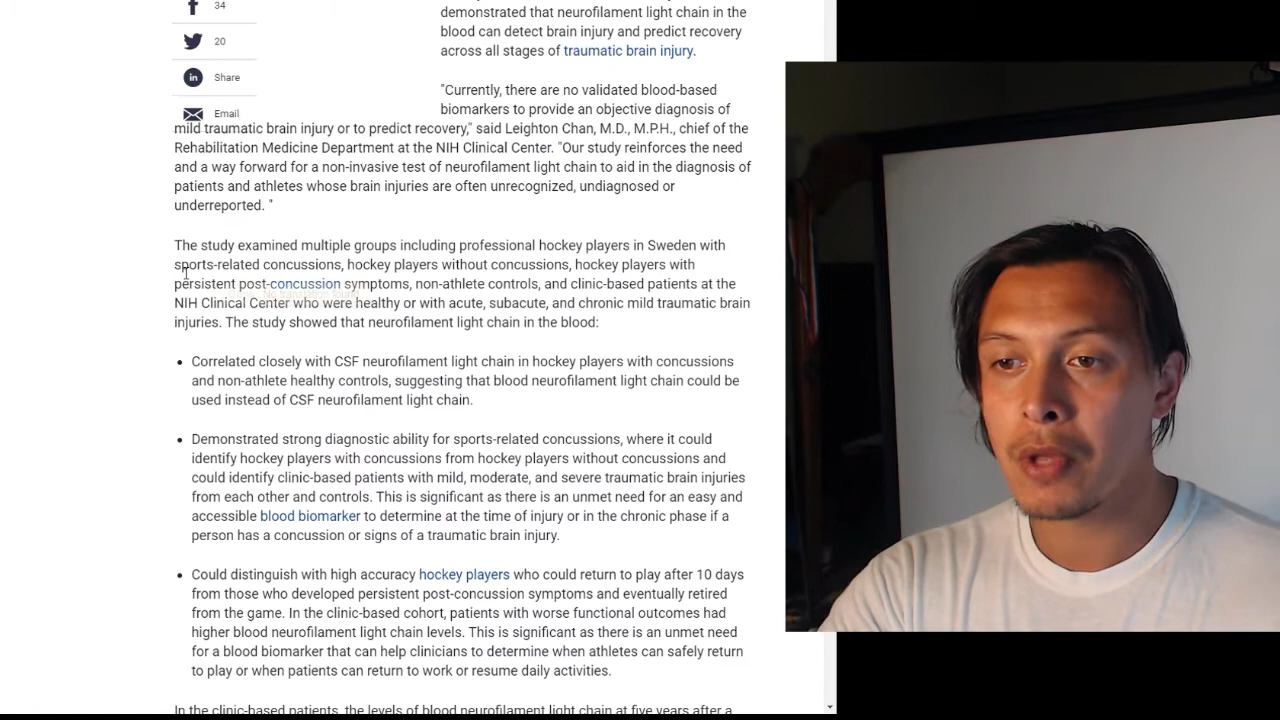 34
20
Share
Email
demonstrated that neurofilament light chain in the
blood can detect brain injury and predict recovery
across all stages of traumatic brain injury.
"Currently, there are no validated blood-based
biomarkers to provide an objective diagnosis of
mild traumatic brain injury or to predict recovery," said Leighton Chan, M.D., M.P.H., chief of the
Rehabilitation Medicine Department at the NIH Clinical Center. "Our study reinforces the need
and a way forward for a non-invasive test of neurofilament light chain to aid in the diagnosis of
patients and athletes whose brain injuries are often unrecognized, undiagnosed or
underreported. "
The study examined multiple groups including professional hockey players in Sweden with
sports-related concussions, hockey players without concussions, hockey players with
persistent post-concussion symptoms, non-athlete controls, and clinic-based patients at the
NIH Clinical Center who were healthy or with acute, subacute, and chronic mild traumatic brain
injuries. The study showed that neurofilament light chain in the blood:
• Correlated closely with CSF neurofilament light chain in hockey players with concussions
and non-athlete healthy controls, suggesting that blood neurofilament light chain could be
used instead of CSF neurofilament light chain.
• Demonstrated strong diagnostic ability for sports-related concussions, where it could
identify hockey players with concussions from hockey players without concussions and
could identify clinic-based patients with mild, moderate, and severe traumatic brain injuries
from each other and controls. This is significant as there is an unmet need for an easy and
accessible blood biomarker to determine at the time of injury or in the chronic phase if a
person has a concussion or signs of a traumatic brain injury.
• Could distinguish with high accuracy hockey players who could return to play after 10 days
from those who developed persistent post-concussion symptoms and eventually retired
from the game. In the clinic-based cohort, patients with worse functional outcomes had
higher blood neurofilament light chain levels. This is significant as there is an unmet need
for a blood biomarker that can help clinicians to determine when athletes can safely return
to play or when patients can return to work or resume daily activities.
In the clinic-based patients, the levels of blood neurofilament light chain at five years after a